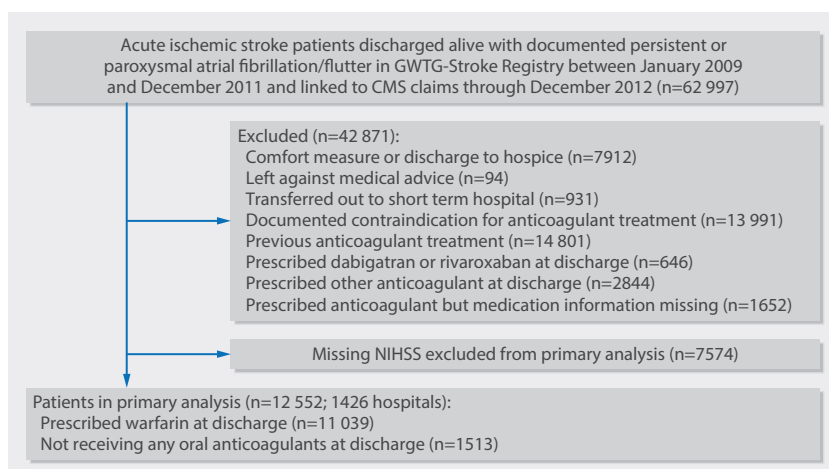 Acute ischemic stroke patients discharged alive with documented persistent or
paroxysmal atrial fibrillation/flutter in GWTG-Stroke Registry between January 2009
and December 2011 and linked to CMS claims through December 2012 (n=62 997)
Excluded (n=42 871):
Comfort measure or discharge to hospice (n=7912)
Left against medical advice (n=94)
Transferred out to short term hospital (n=931)
Documented contraindication for anticoagulant treatment (n=13 991)
Previous anticoagulant treatment (n=14 801)
Prescribed dabigatran or rivaroxaban at discharge (n=646)
Prescribed other anticoagulant at discharge (n=2844)
Prescribed anticoagulant but medication information missing (n=1652)
Missing NIHSS excluded from primary analysis (n=7574)
Patients in primary analysis (n=12 552; 1426 hospitals):
Prescribed warfarin at discharge (n=11 039)
Not receiving any oral anticoagulants at discharge (n=1513)